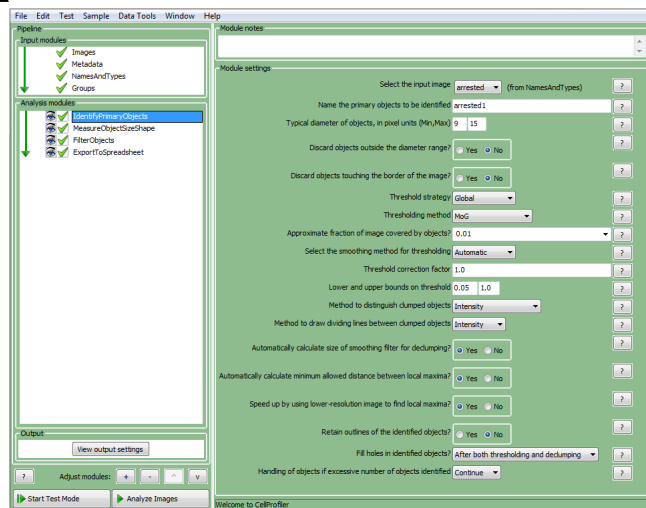 File Edit Test Sample Data Tools Window Help
Pipeline
Input modules
Images
Metadata
NamesAndTypes
Groups
Analysis modules
IdentifyPrimaryObjects
MeasureObjectSizeShape
FilterObjects
ExportToSpreadsheet
Output
View output settings
? Adjust modules: + - ^ v
Start Test Mode Analyze Images
Module notes
Module settings
Select the input image arrested (from NamesAndTypes) ?
Name the primary objects to be identified arrested1 ?
Typical diameter of objects, in pixel units (Min,Max) 9 15 ?
Discard objects outside the diameter range? Yes No ?
Discard objects touching the border of the image? Yes No ?
Threshold strategy Global ?
Thresholding method MoG ?
Approximate fraction of image covered by objects? 0.01 ?
Select the smoothing method for thresholding Automatic ?
Threshold correction factor 1.0 ?
Lower and upper bounds on threshold 0.05 1.0 ?
Method to distinguish clumped objects Intensity ?
Method to draw dividing lines between clumped objects Intensity ?
Automatically calculate size of smoothing filter for declumping? Yes No ?
Automatically calculate minimum allowed distance between local maxima? Yes No ?
Speed up by using lower-resolution image to find local maxima? Yes No ?
Retain outlines of the identified objects? Yes No ?
Fill holes in identified objects? After both thresholding and declumping ?
Handling of objects if excessive number of objects identified Continue ?
Welcome to CellProfiler